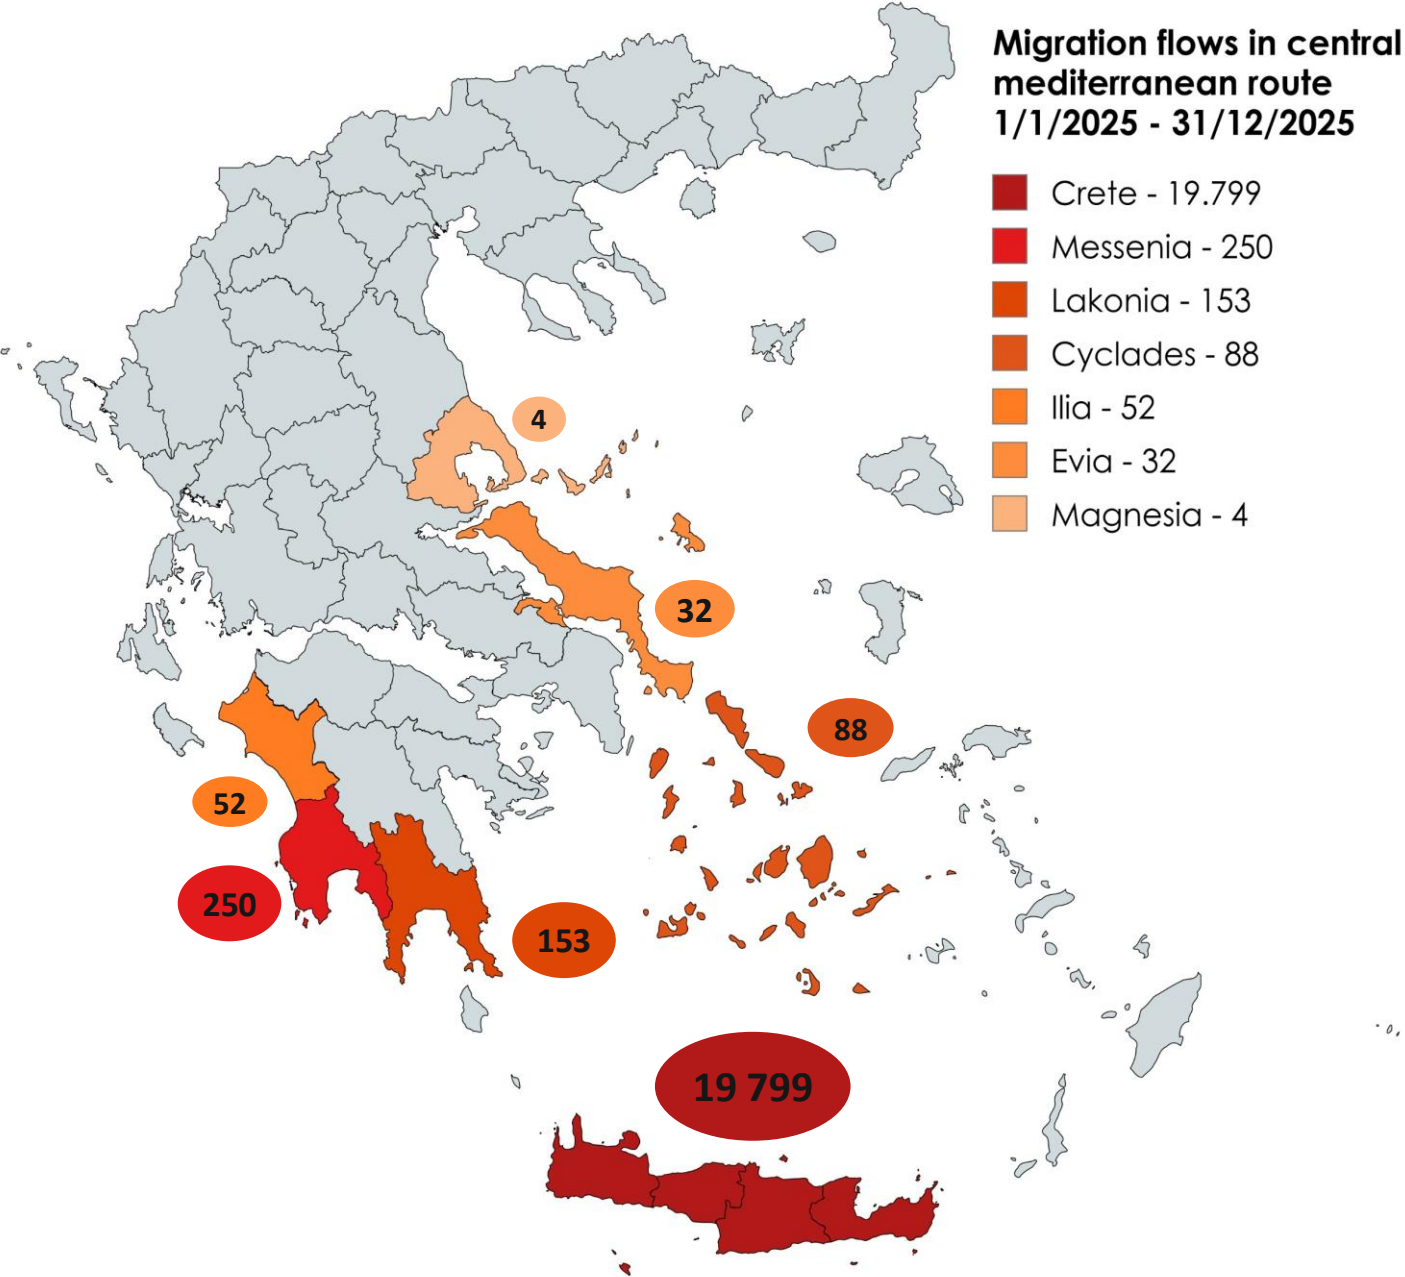 Migration flows in central
mediterranean route
1/1/2025 - 31/12/2025
Crete - 19.799
Messenia - 250
Lakonia - 153
Cyclades - 88
Ilia - 52
Evia - 32
Magnesia - 4
4
32
88
52
250
153
19 799